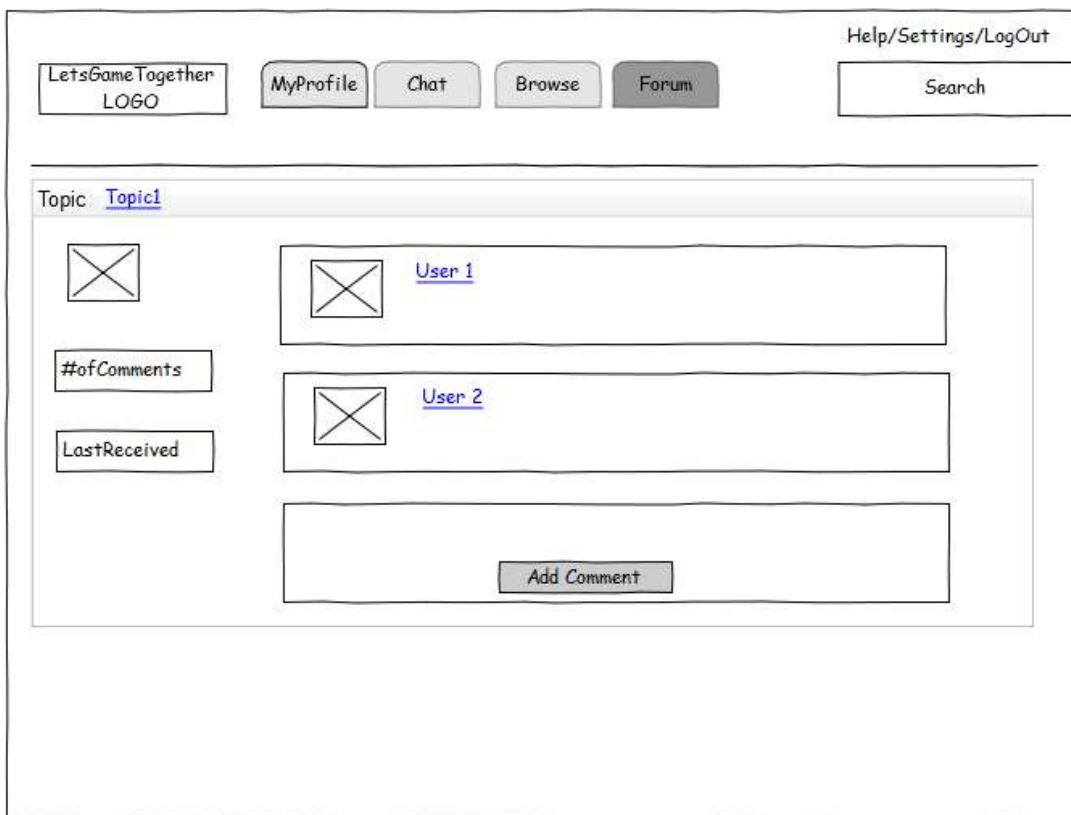 Help/Settings/LogOut
LetsGameTogether
LOGO
MyProfile
Chat
Browse
Forum
Search
Topic Topic1
User 1
#ofComments
User 2
LastReceived
Add Comment